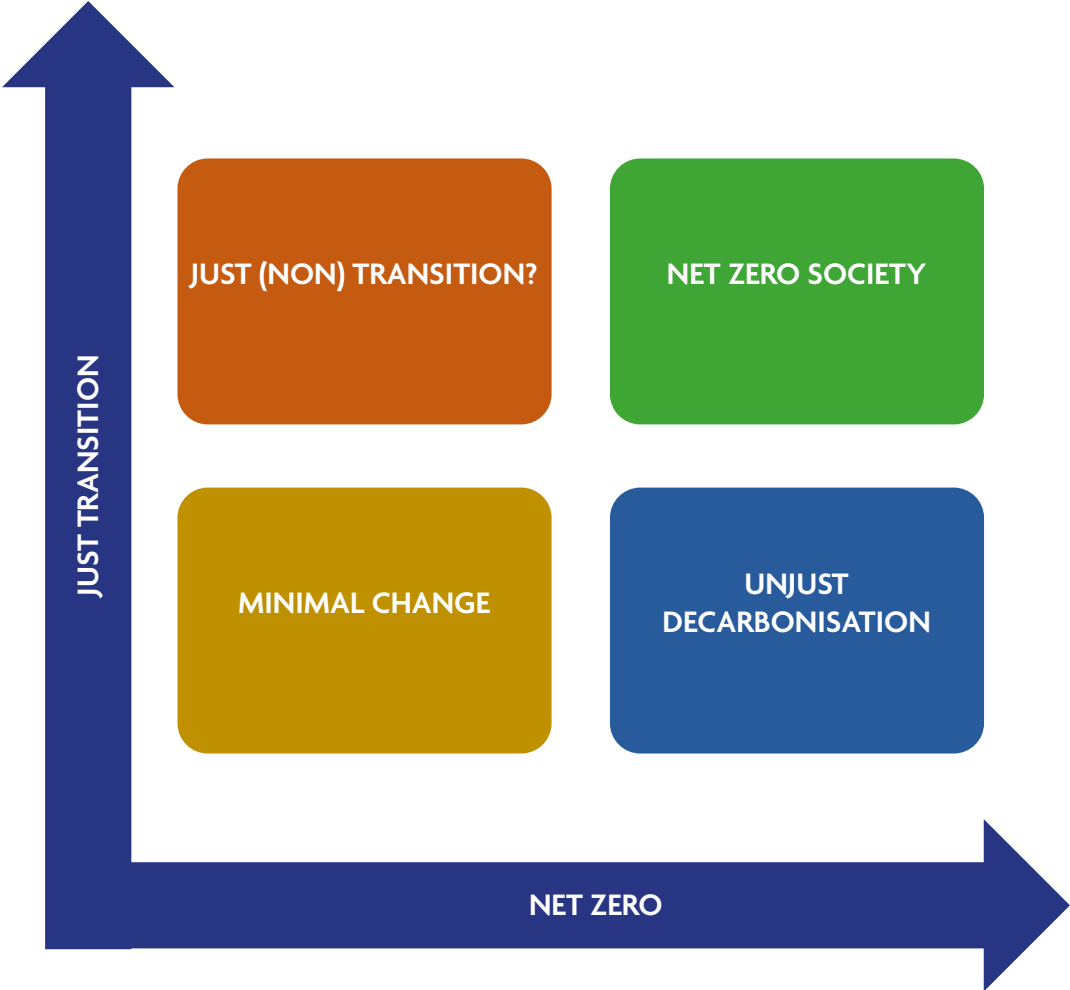 JUST (NON) TRANSITION?
NET ZERO SOCIETY
JUST TRANSITION
MINIMAL CHANGE
UNJUST
DECARBONISATION
NET ZERO